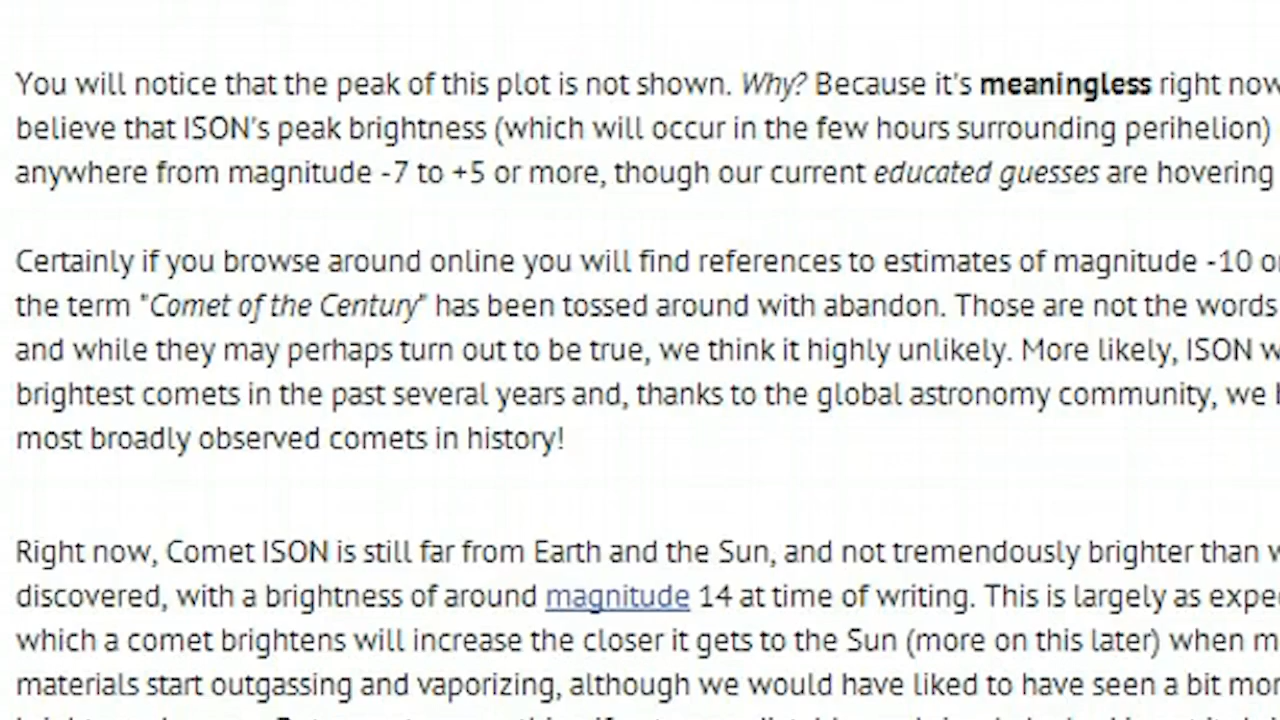 You will notice that the peak of this plot is not shown. Why? Because it's meaningless right now
believe that ISON's peak brightness (which will occur in the few hours surrounding perihelion)
anywhere from magnitude -7 to +5 or more, though our current educated guesses are hovering
Certainly if you browse around online you will find references to estimates of magnitude -10 or
the term "Comet of the Century" has been tossed around with abandon. Those are not the words
and while they may perhaps turn out to be true, we think it highly unlikely. More likely, ISON
brightest comets in the past several years and, thanks to the global astronomy community, we
most broadly observed comets in history!
Right now, Comet ISON is still far from Earth and the Sun, and not tremendously brighter than
discovered, with a brightness of around magnitude 14 at time of writing. This is largely as
which a comet brightens will increase the closer it gets to the Sun (more on this later) when
materials start outgassing and vaporizing, although we would have liked to have seen a bit